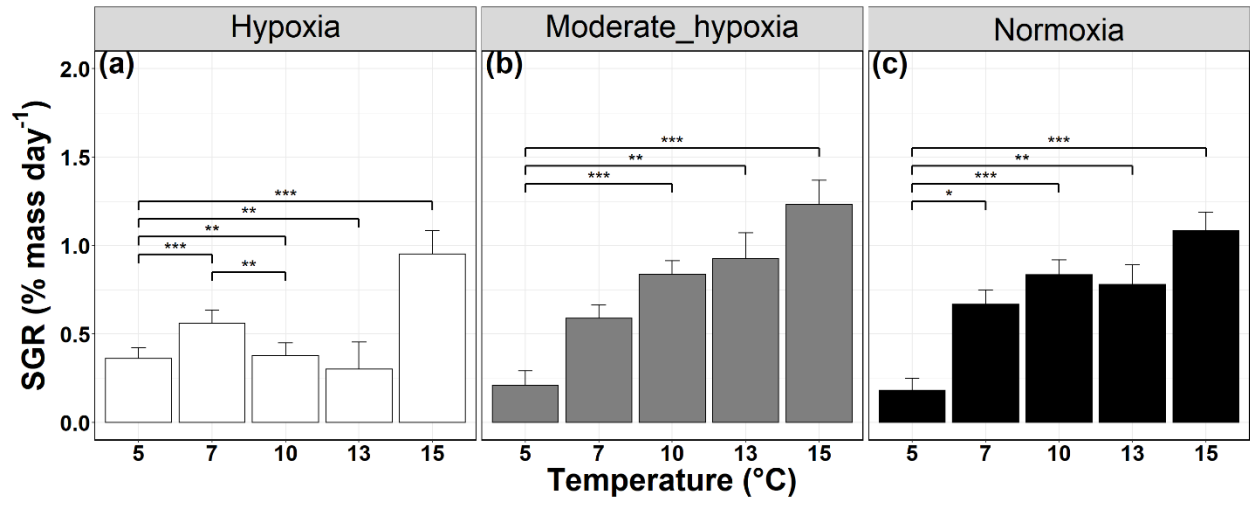 Hypoxia
Moderate_hypoxia
Normoxia
(a)
(b)
(c)
SGR (% mass day⁻¹)
2.0
1.5
1.0
0.5
0.0
***
**
**
***
**
***
**
***
***
**
***
*
5 7 10 13 15
5 7 10 13 15
5 7 10 13 15
Temperature (°C)